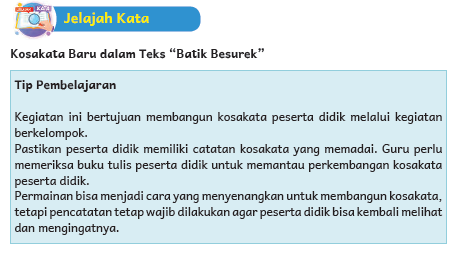 Jelajah Kata
Kosakata Baru dalam Teks “Batik Besurek”
Tip Pembelajaran
Kegiatan ini bertujuan membangun kosakata peserta didik melalui kegiatan
berkelompok.
Pastikan peserta didik memiliki catatan kosakata yang memadai. Guru perlu
memeriksa buku tulis peserta didik untuk memantau perkembangan kosakata
peserta didik.
Permainan bisa menjadi cara yang menyenangkan untuk membangun kosakata,
tetapi pencatatan tetap wajib dilakukan agar peserta didik bisa kembali melihat
dan mengingatnya.